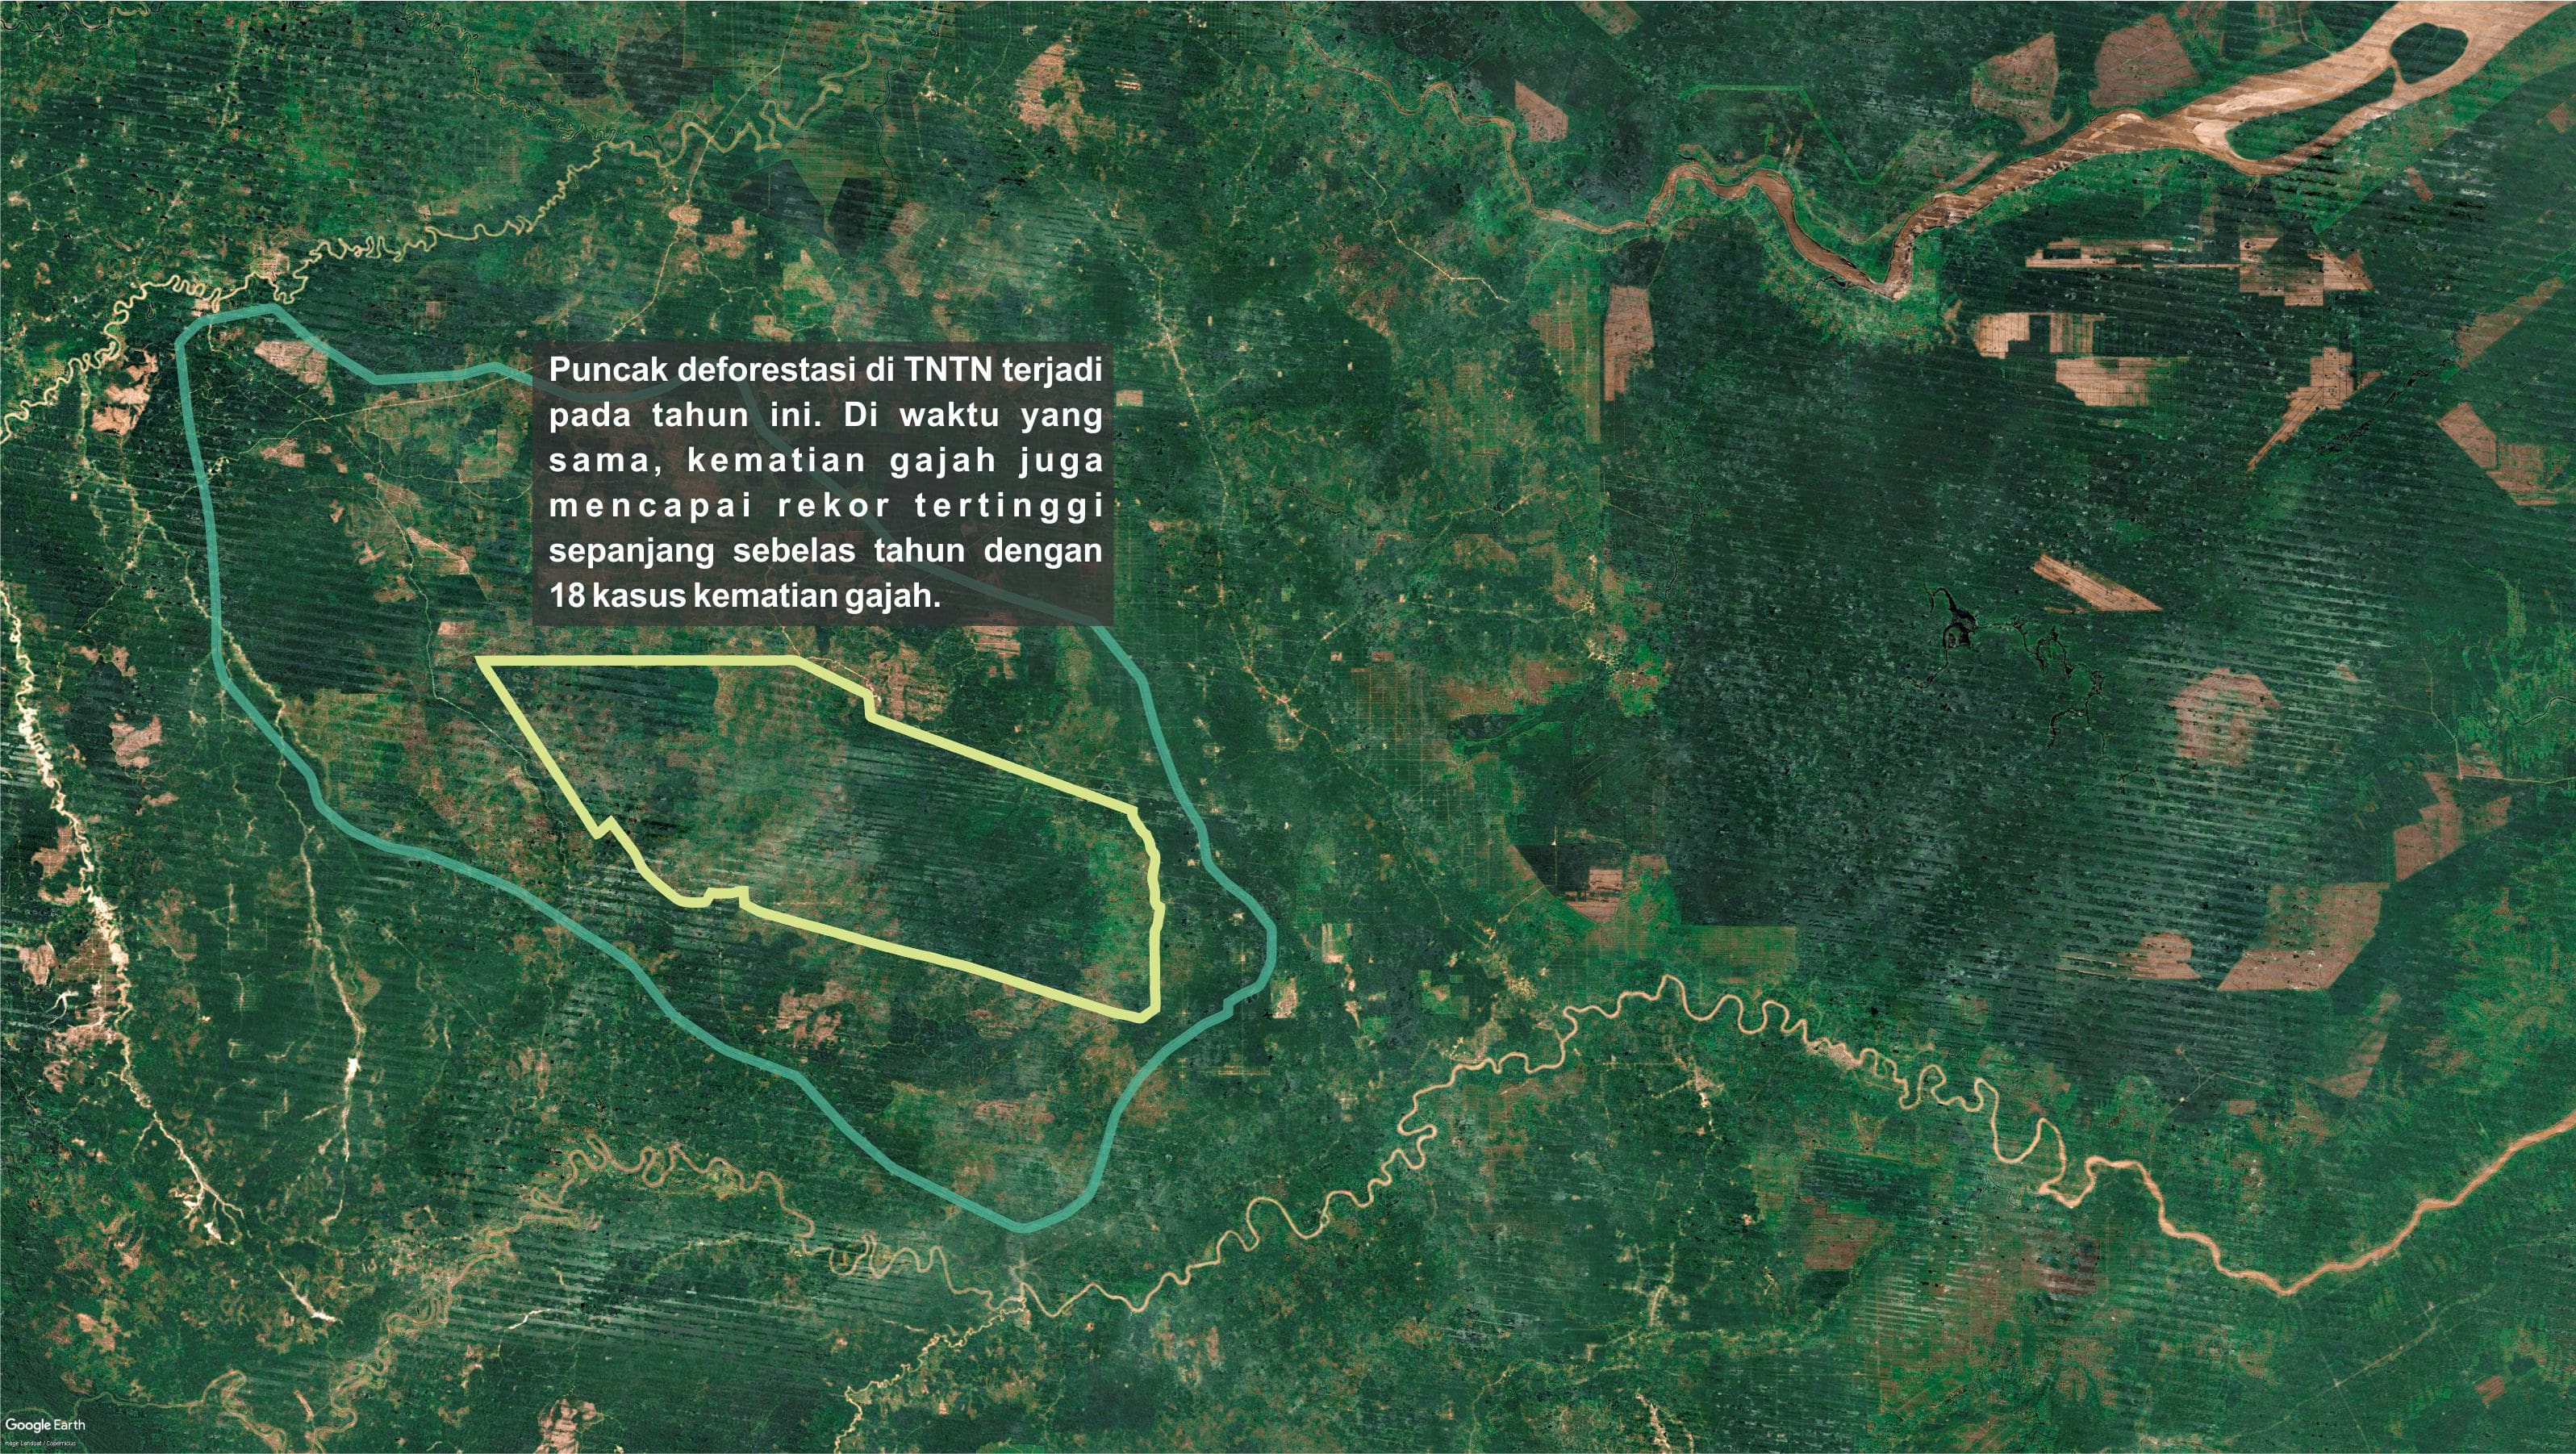 Puncak deforestasi di TNTN terjadi
pada tahun ini. Di waktu yang
sama, kematian gajah juga
mencapai rekor tertinggi
sepanjang sebelas tahun dengan
18 kasus kematian gajah.
Google Earth
Image Landsat / Copernicus